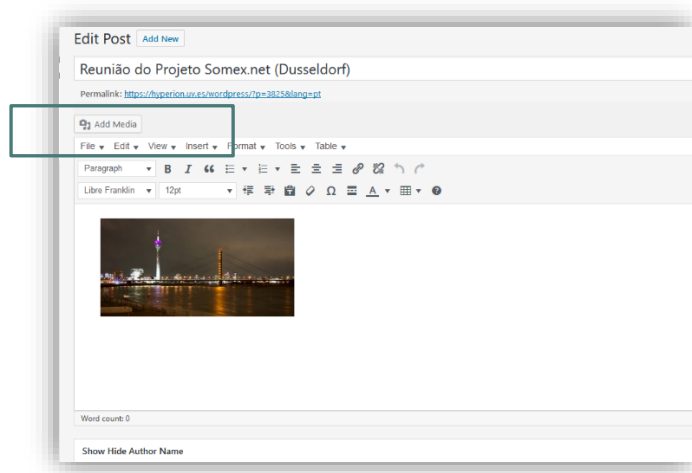 Edit Post Add New
Reunião do Projeto Somex.net (Dusseldorf)
Permalink: https://hyperion.uv.es/wordpress/?p=3825&lang=pt
Add Media
File Edit View Insert Format Tools Table
Paragraph B I
Libre Franklin 12pt Ω A
Word count: 0
Show Hide Author Name